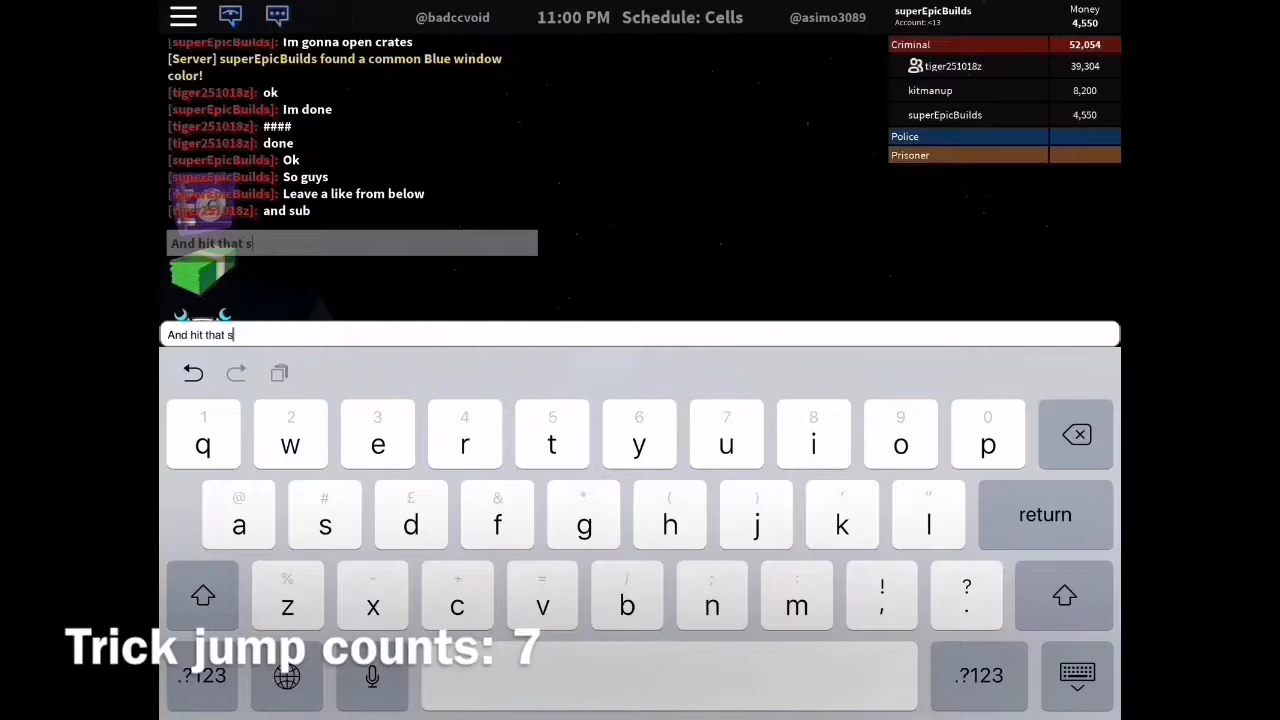 @badccvoid 11:00 PM Schedule: Cells @asimo3089
superEpicBuilds
Account: <13
Money
4,550
Criminal 52,054
tiger251018z 39,304
kitmanup 8,200
superEpicBuilds 4,550
Police
Prisoner
[superEpicBuilds]: Im gonna open crates
[Server] superEpicBuilds found a common Blue window
color!
[tiger251018z]: ok
[superEpicBuilds]: Im done
[tiger251018z]: ####
[tiger251018z]: done
[superEpicBuilds]: Ok
[superEpicBuilds]: So guys
[superEpicBuilds]: Leave a like from below
[tiger251018z]: and sub
And hit that s
And hit that s
1 2 3 4 5 6 7 8 9 0
q w e r t y u i o p
@ # £ & * ( ) ' "
a s d f g h j k l return
% - + = / ; : ! ?
z x c v b n m , .
Trick jump counts: 7
.?123 .?123